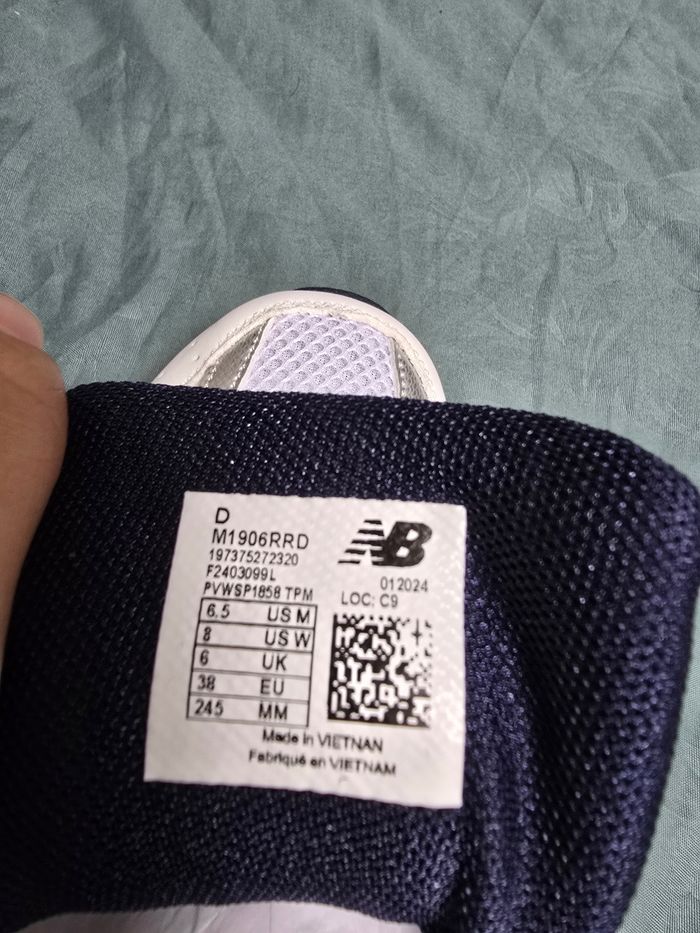 D
M1906RRD
197375272320
F2403099L
PVWSP1858 TPM
NB
012024
LOC: C9
6.5 US M
8 US W
6 UK
38 EU
245 MM
Made in VIETNAN
Fabriqué en VIETNAM